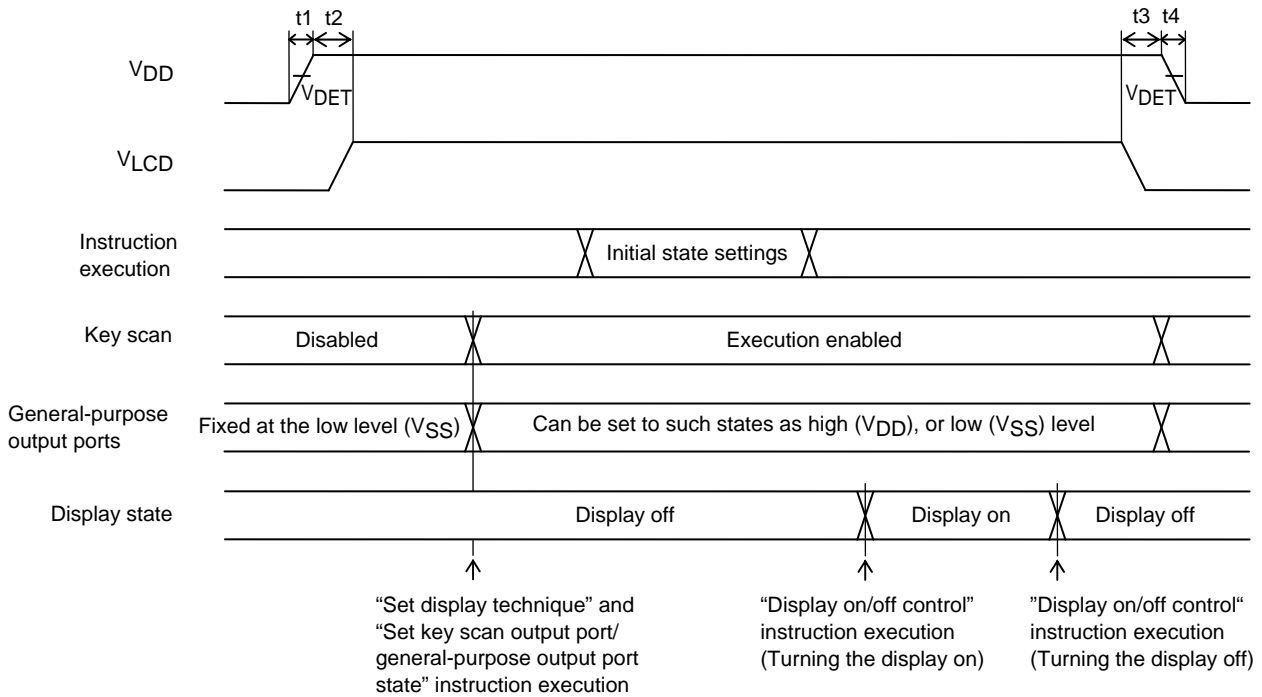 t1 t2 t3 t4
VDD
VDET VDET
VLCD
Instruction
execution
Initial state settings
Key scan
Disabled Execution enabled
General-purpose
output ports
Fixed at the low level (VSS) Can be set to such states as high (VDD), or low (VSS) level
Display state
Display off Display on Display off
“Set display technique” and
“Set key scan output port/
general-purpose output port
state” instruction execution
“Display on/off control”
instruction execution
(Turning the display on)
”Display on/off control“
instruction execution
(Turning the display off)